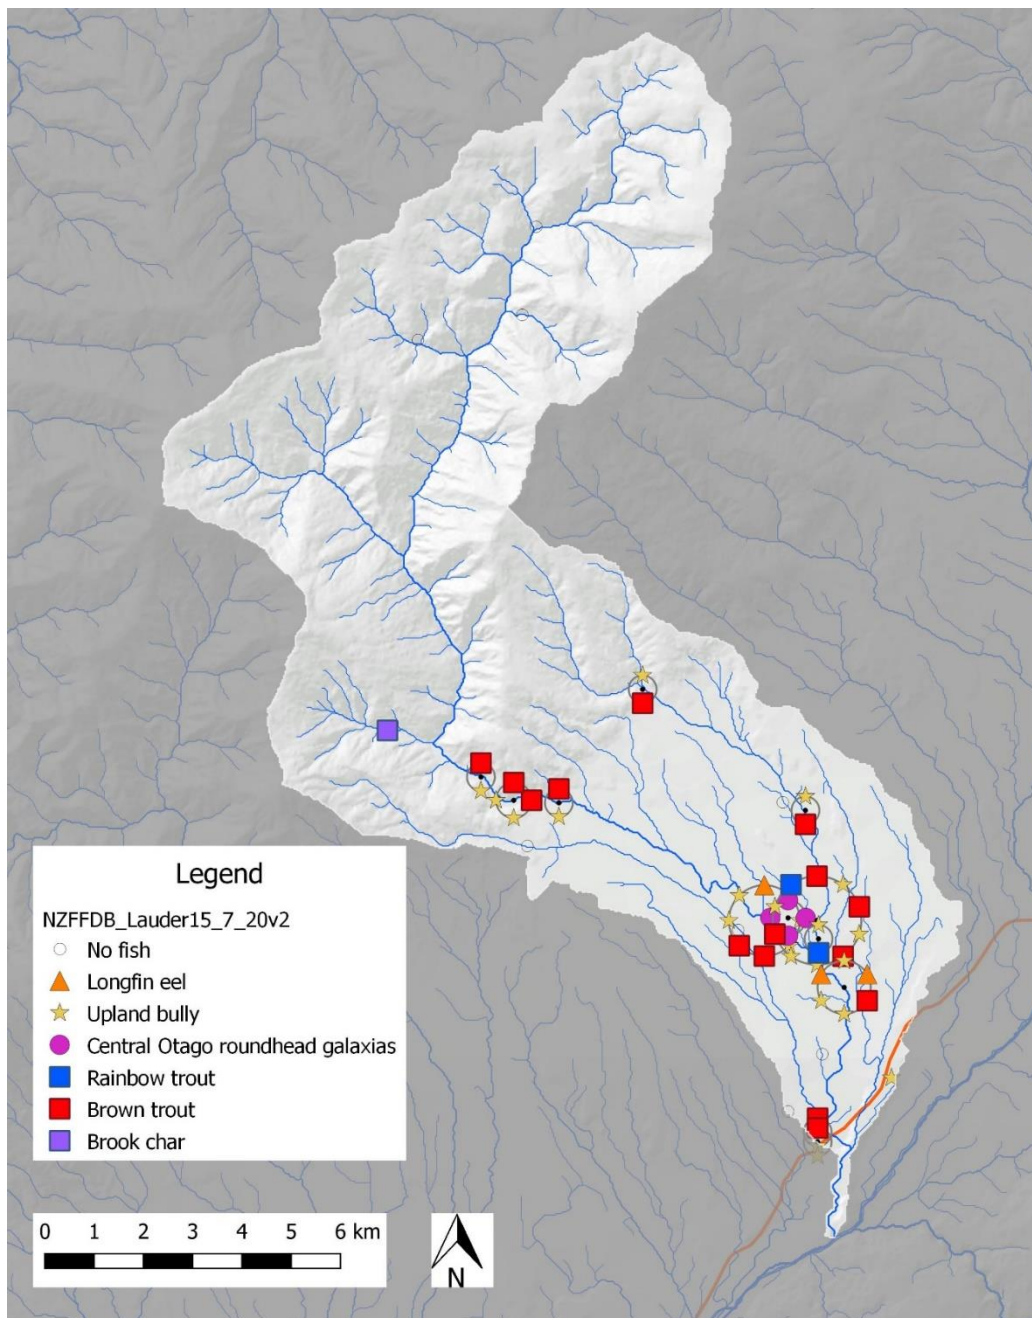 Legend
NZFFDB_Lauder15_7_20v2
No fish
Longfin eel
Upland bully
Central Otago roundhead galaxias
Rainbow trout
Brown trout
Brook char
0 1 2 3 4 5 6 km
N